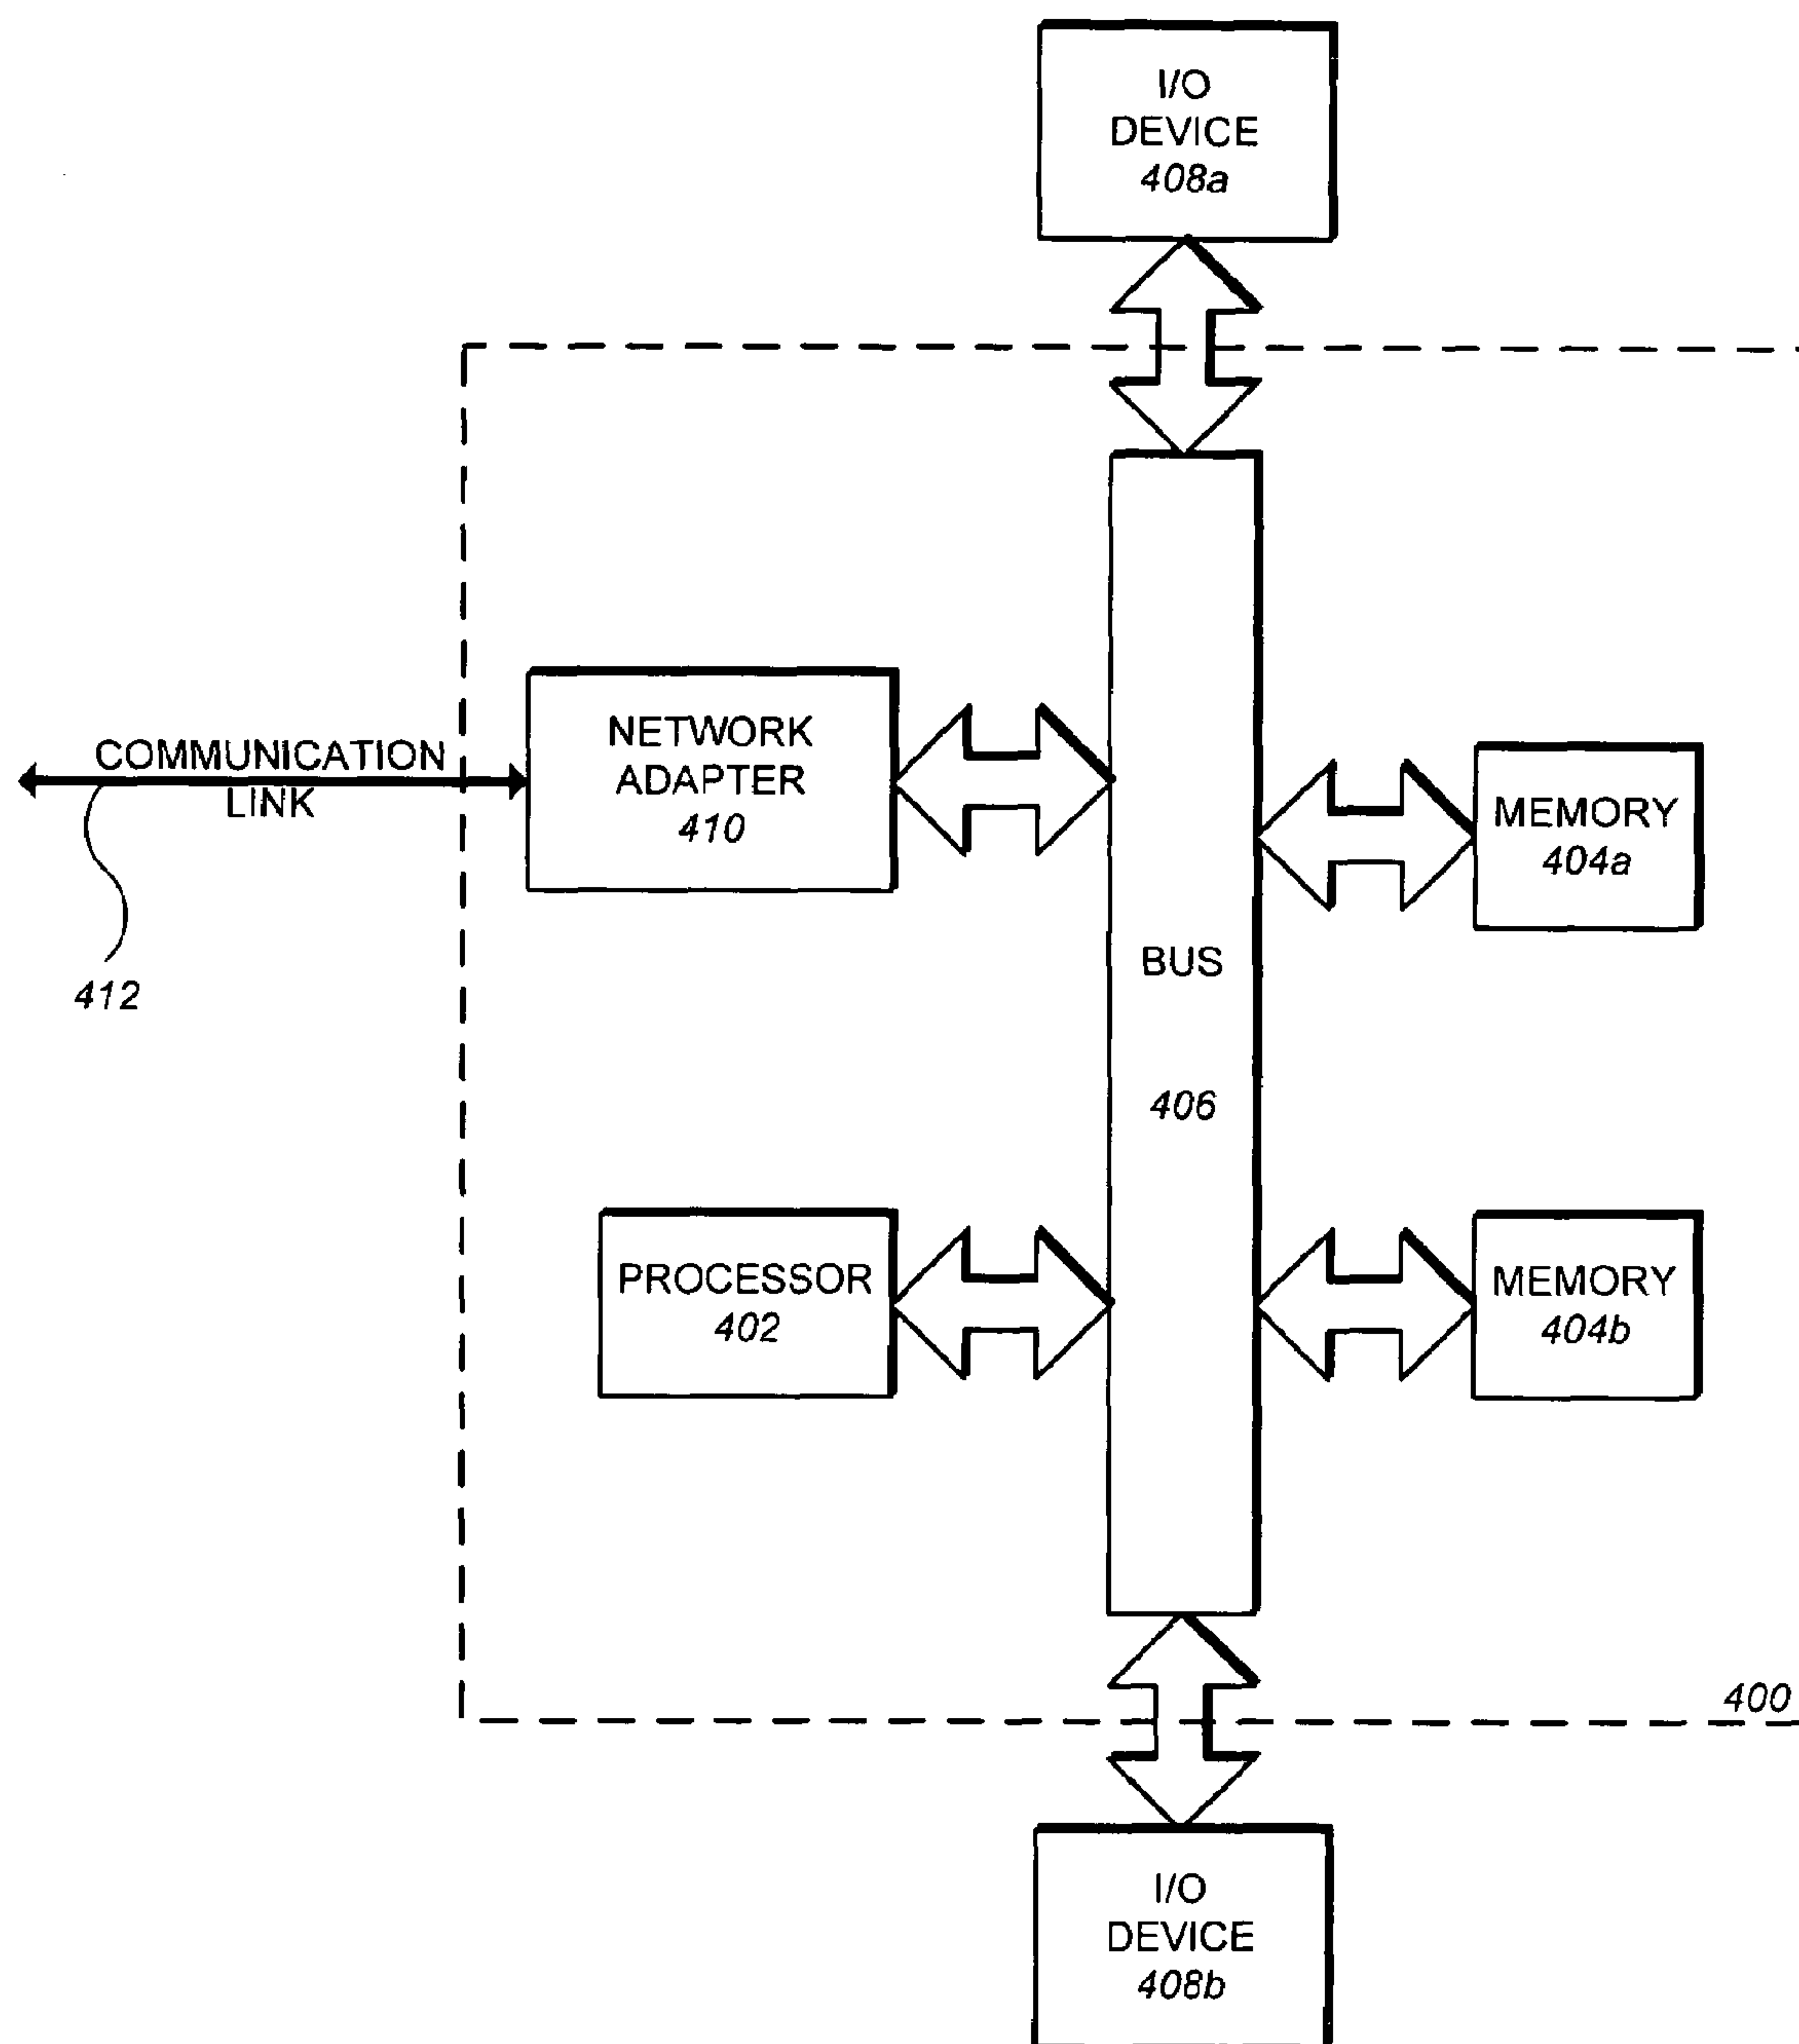 I/O
DEVICE
408a
COMMUNICATION
LINK
412
NETWORK
ADAPTER
410
MEMORY
404a
BUS
406
PROCESSOR
402
MEMORY
404b
400
I/O
DEVICE
408b